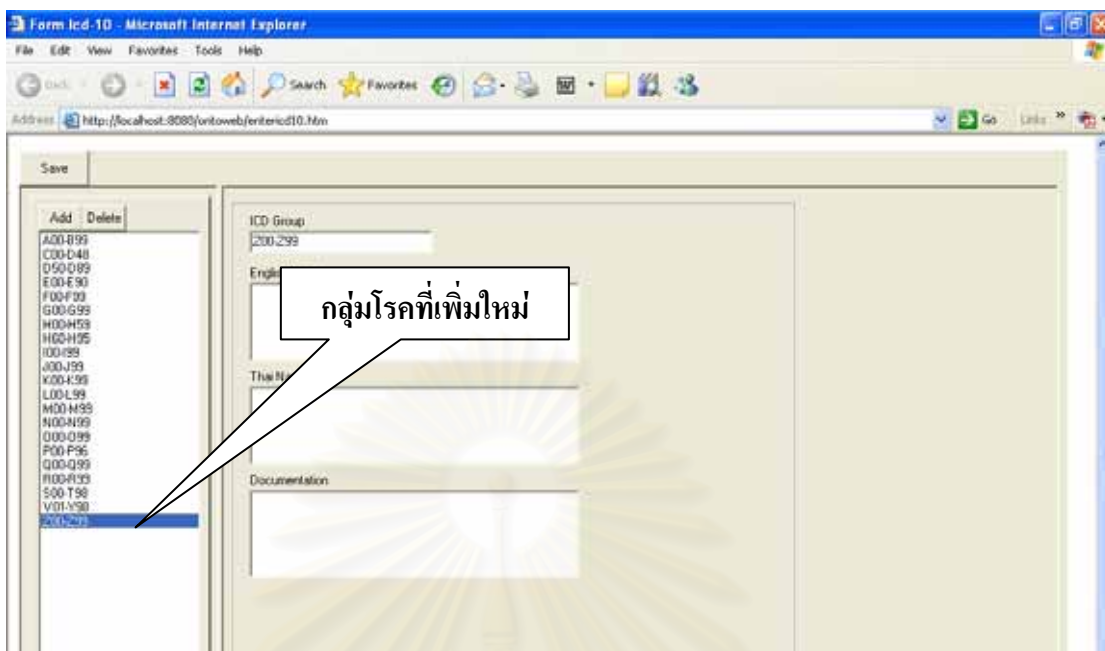 Form Icd-10 - Microsoft Internet Explorer
File Edit View Favorites Tools Help
Back Search Favorites
Address http://localhost:8080/ontoweb/entericd10.htm Go Links »
Save
Add Delete
A00-B99
C00-D48
D50-D89
E00-E90
F00-F99
G00-G99
H00-H59
H60-H95
I00-I99
J00-J99
K00-K99
L00-L99
M00-M99
N00-N99
O00-O99
P00-P96
Q00-Q99
R00-R99
S00-T98
V01-Y98
Z00-Z99
ICD Group
Z00-Z99
กลุ่มโรคที่เพิ่มใหม่
Documentation